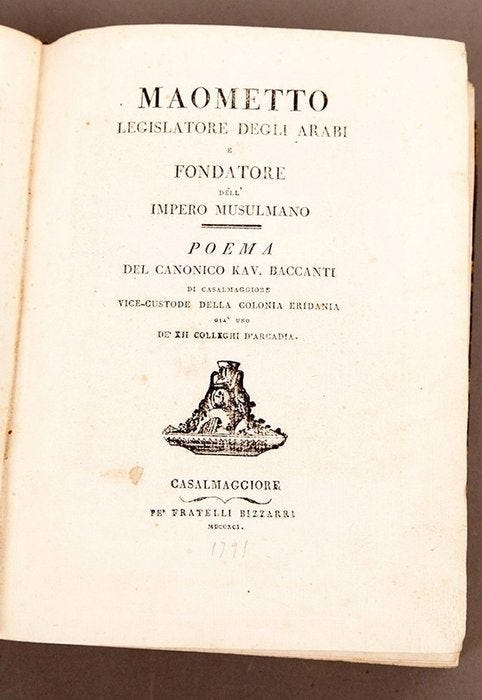 MAOMETTO
LEGISLATORE DEGLI ARABI
E
FONDATORE
DELL'
IMPERO MUSULMANO
POEMA
DEL CANONICO KAV. BACCANTI
DI CASALMAGGIORE
VICE-CUSTODE DELLA COLONIA ERIDANIA
GIA' UNO
DE' XII COLLEGHI D'ARCADIA.
CASALMAGGIORE
PE' FRATELLI BIZZARRI
MDCCXCI.
1791